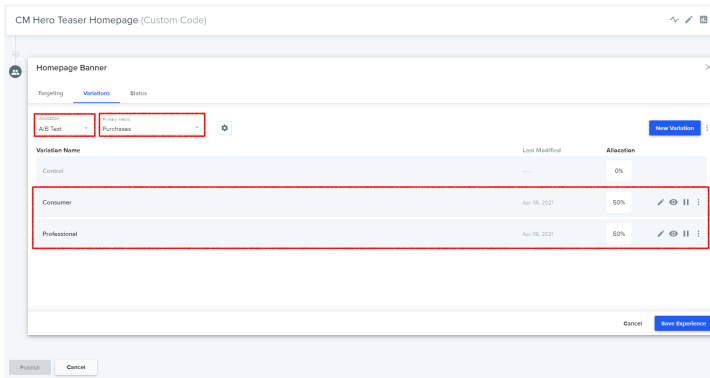 CM Hero Teaser Homepage (Custom Code)
Homepage Banner
Targeting Variations Status
Allocation Primary metric
A/B Test Purchases New Variation
Variation Name Last Modified Allocation
Control --- 0%
Consumer Apr 06, 2021 50%
Professional Apr 06, 2021 50%
Cancel Save Experience
Publish Cancel